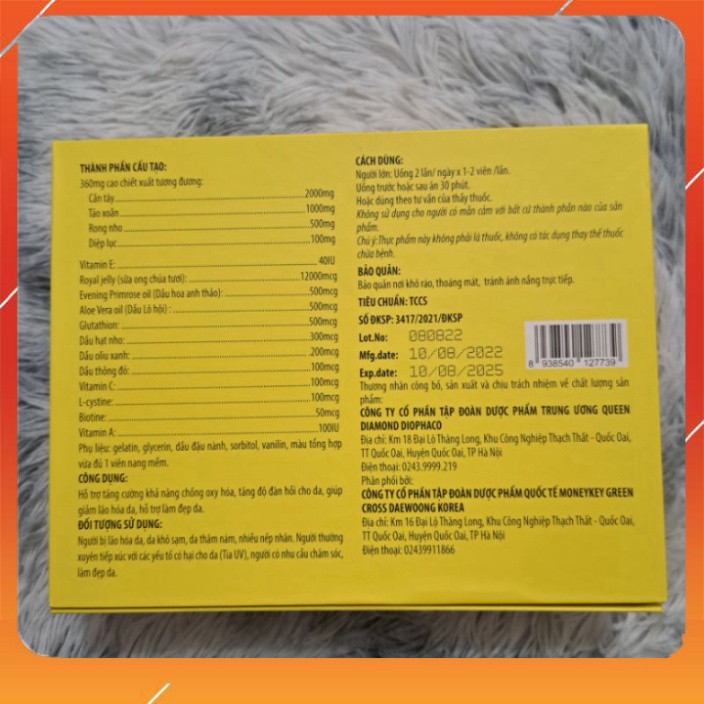 THÀNH PHẦN CẤU TẠO:
360mg cao chiết xuất tương đương:
Cần tây 2000mg
Táo xoắn 1000mg
Rong nho 500mg
Diệp lục 100mg
Vitamin E: 40IU
Royal jelly (sữa ong chúa tươi): 12000mcg
Evening Primrose oil (Dầu hoa anh thảo): 500mcg
Aloe Vera oil (Dầu Lô hội) : 500mcg
Glutathion: 500mcg
Dầu hạt nho: 300mcg
Dầu oliu xanh: 200mcg
Dầu thông đỏ: 100mcg
Vitamin C: 100mcg
L-cystine: 100mcg
Biotine: 50mcg
Vitamin A: 100IU
Phụ liệu: gelatin, glycerin, dầu đậu nành, sorbitol, vanilin, màu tổng hợp
vừa đủ 1 viên nang mềm.
CÔNG DỤNG:
Hỗ trợ tăng cường khả năng chống oxy hóa, tăng độ đàn hồi cho da, giúp
giảm lão hóa da, hỗ trợ làm đẹp da.
ĐỐI TƯỢNG SỬ DỤNG:
Người bị lão hóa da, da khô sạm, da thâm nám, nhiều nếp nhăn. Người thường
xuyên tiếp xúc với các yếu tố có hại cho da (Tia UV), người có nhu cầu chăm sóc,
làm đẹp da.
CÁCH DÙNG:
Người lớn: Uống 2 lần/ ngày x 1-2 viên /lần.
Uống trước hoặc sau ăn 30 phút.
Hoặc dùng theo tư vấn của thầy thuốc.
Không sử dụng cho người có mẫn cảm với bất cứ thành phần nào của sản
phẩm.
Chú ý:Thực phẩm này không phải là thuốc, không có tác dụng thay thế thuốc
chữa bệnh.
BẢO QUẢN:
Bảo quản nơi khô ráo, thoáng mát, tránh ánh nắng trực tiếp.
TIÊU CHUẨN: TCCS
SỐ ĐKSP: 3417/2021/ĐKSP
Lot.No: 080822
Mfg.date: 10/08/2022
Exp.date: 10/08/2025
8 938540 127739
Thương nhân công bố, sản xuất và chịu trách nhiệm về chất lượng sản
phẩm:
CÔNG TY CỔ PHẦN TẬP ĐOÀN DƯỢC PHẨM TRUNG ƯƠNG QUEEN
DIAMOND DIOPHACO
Địa chỉ: Km 18 Đại Lộ Thăng Long, Khu Công Nghiệp Thạch Thất - Quốc Oai,
TT Quốc Oai, Huyện Quốc Oai, TP Hà Nội
Điện thoại: 0243.9999.219
Phân phối bởi:
CÔNG TY CỔ PHẦN TẬP ĐOÀN DƯỢC PHẨM QUỐC TẾ MONEYKEY GREEN
CROSS DAEWOONG KOREA
Địa chỉ: Km 16 Đại Lộ Thăng Long, Khu Công Nghiệp Thạch Thất - Quốc Oai,
TT Quốc Oai, Huyện Quốc Oai, TP Hà Nội
Điện thoại: 02439911866